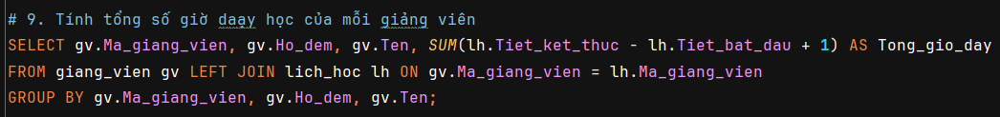 # 9. Tính tổng số giờ daạy học của mỗi giảng viên
SELECT gv.Ma_giang_vien, gv.Ho_dem, gv.Ten, SUM(lh.Tiet_ket_thuc - lh.Tiet_bat_dau + 1) AS Tong_gio_day
FROM giang_vien gv LEFT JOIN lich_hoc lh ON gv.Ma_giang_vien = lh.Ma_giang_vien
GROUP BY gv.Ma_giang_vien, gv.Ho_dem, gv.Ten;